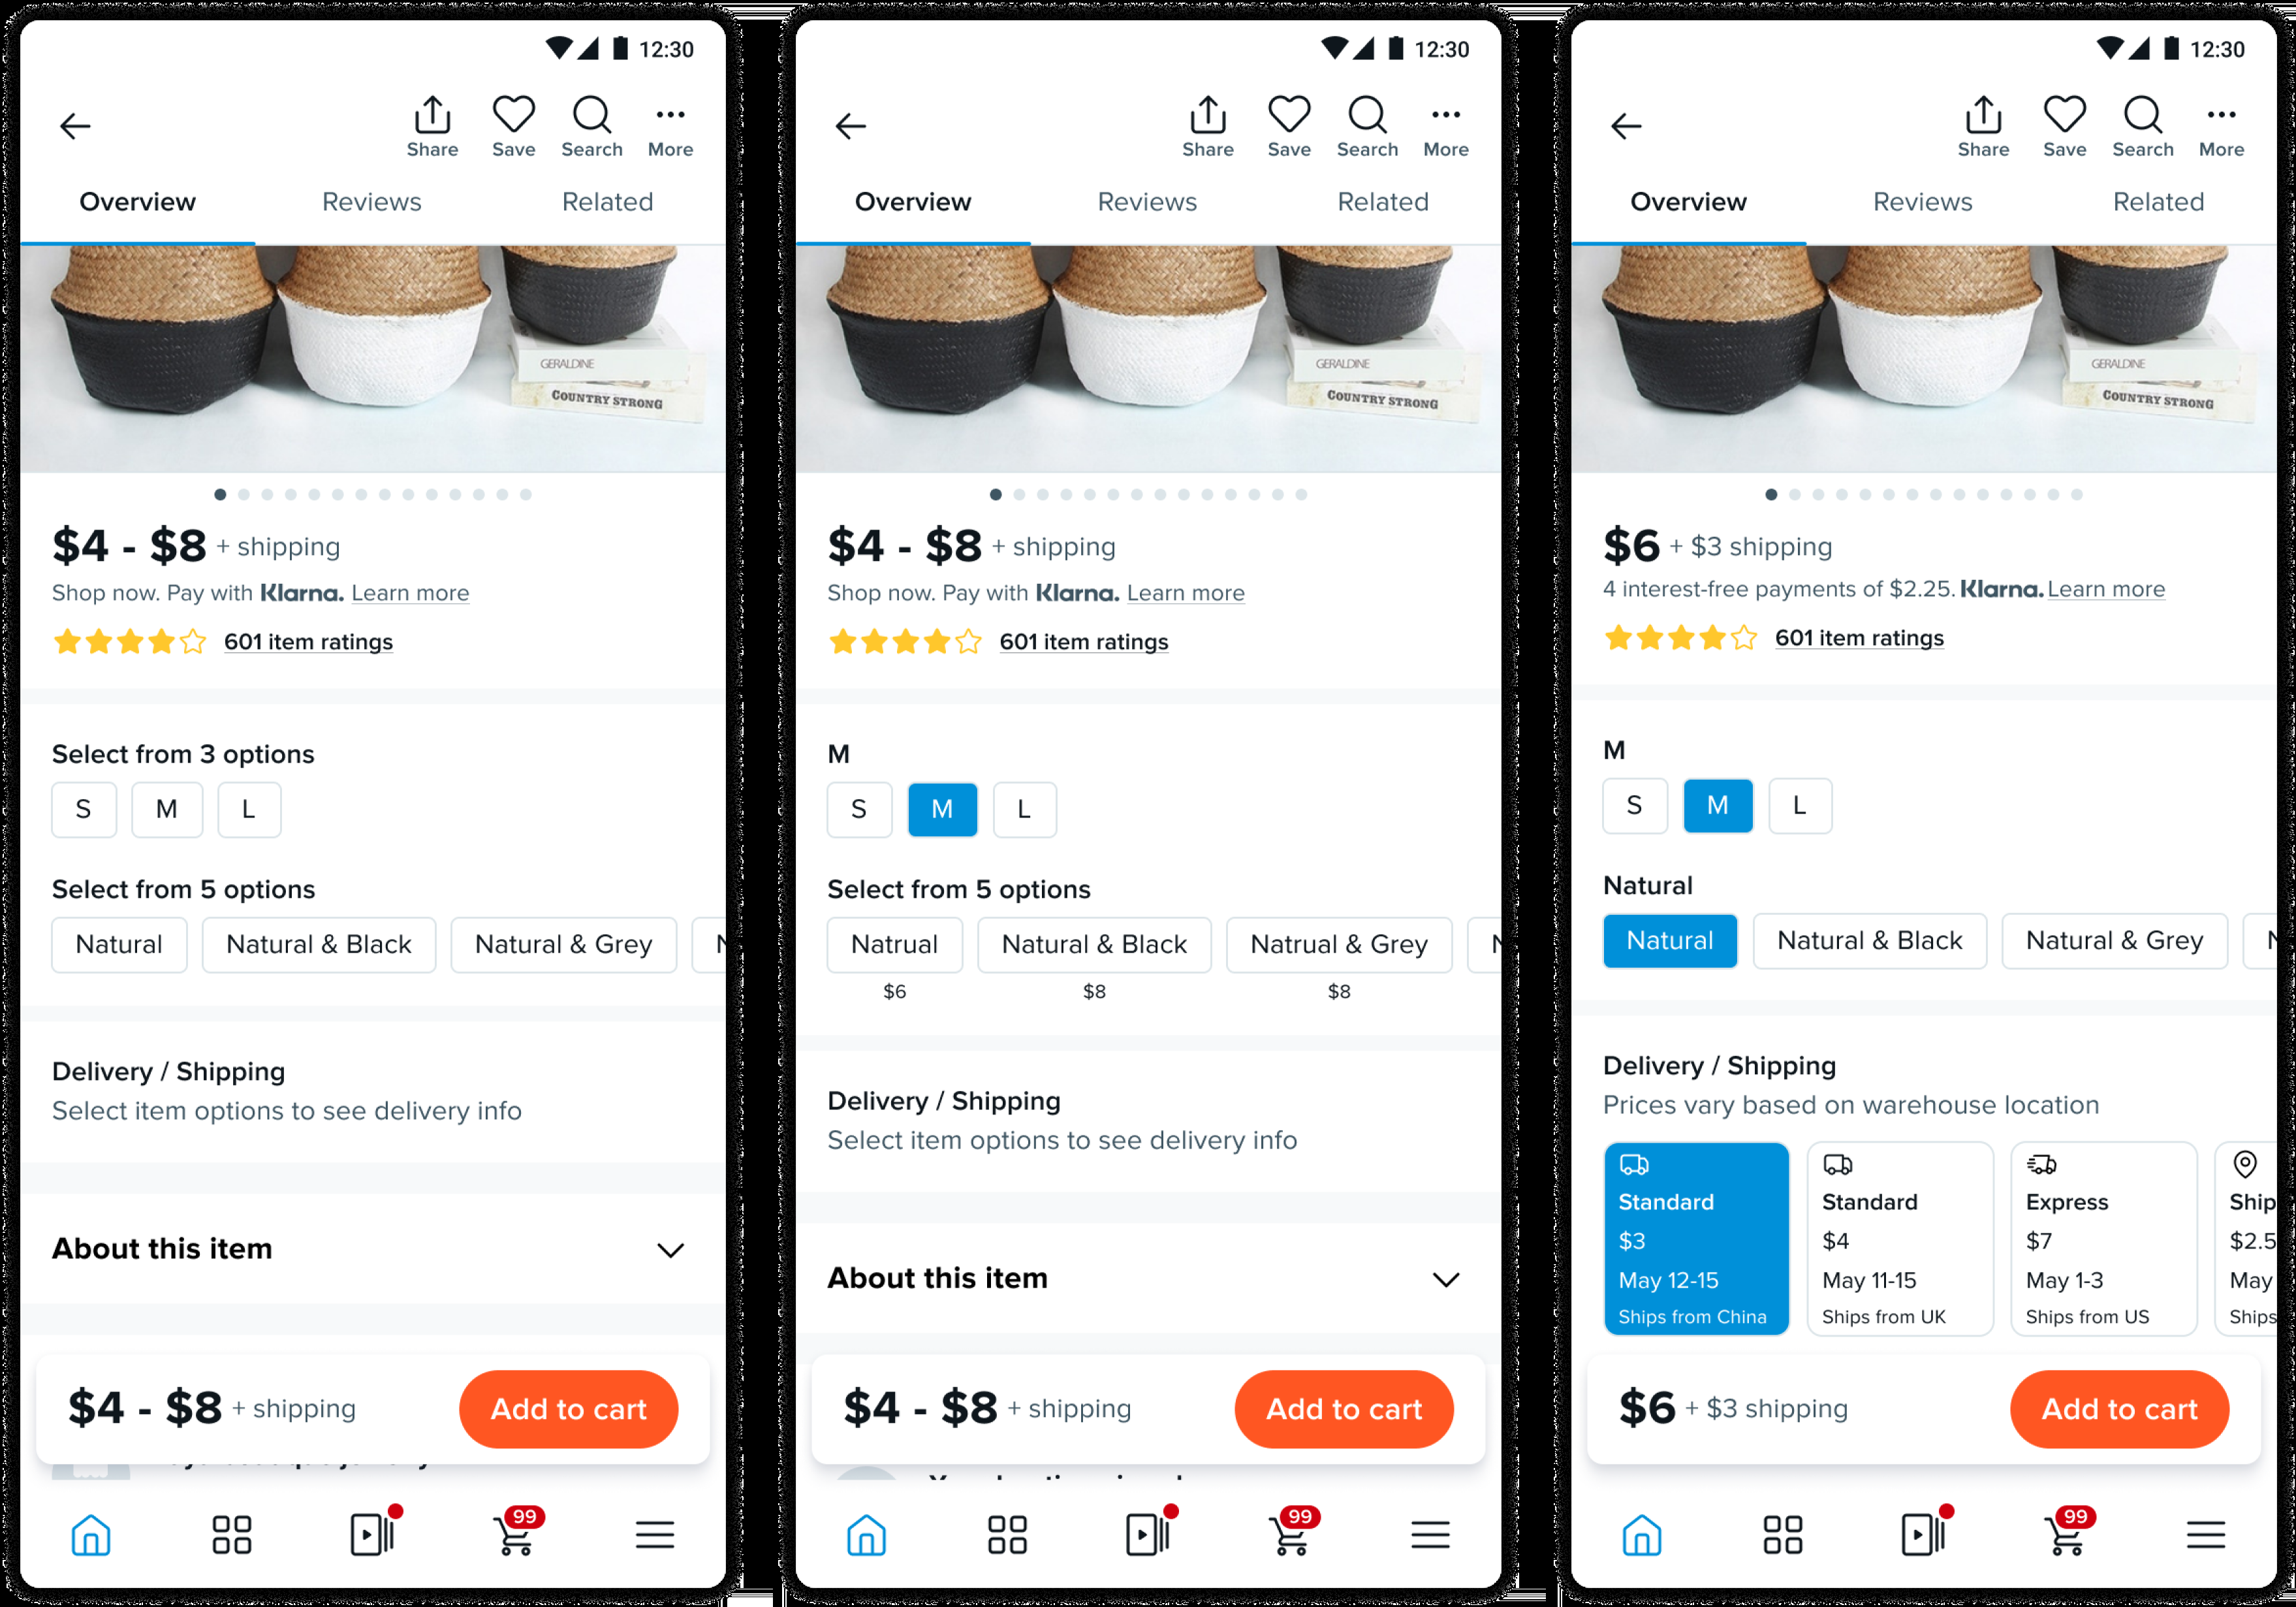 12:30
Share Save Search More
Overview Reviews Related
GERALDINE
COUNTRY STRONG
$4 - $8 + shipping
Shop now. Pay with Klarna. Learn more
601 item ratings
Select from 3 options
S M L
Select from 5 options
Natural Natural & Black Natural & Grey N
Delivery / Shipping
Select item options to see delivery info
About this item
$4 - $8 + shipping Add to cart
99
12:30
Share Save Search More
Overview Reviews Related
GERALDINE
COUNTRY STRONG
$4 - $8 + shipping
Shop now. Pay with Klarna. Learn more
601 item ratings
M
S M L
Select from 5 options
Natrual Natural & Black Natrual & Grey N
$6 $8 $8
Delivery / Shipping
Select item options to see delivery info
About this item
$4 - $8 + shipping Add to cart
99
12:30
Share Save Search More
Overview Reviews Related
GERALDINE
COUNTRY STRONG
$6 + $3 shipping
4 interest-free payments of $2.25. Klarna. Learn more
601 item ratings
M
S M L
Natural
Natural Natural & Black Natural & Grey N
Delivery / Shipping
Prices vary based on warehouse location
Standard Standard Express Ship
$3 $4 $7 $2.5
May 12-15 May 11-15 May 1-3 May
Ships from China Ships from UK Ships from US Ships
$6 + $3 shipping Add to cart
99